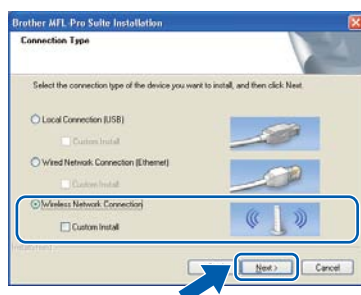 Brother MFL-Pro Suite Installation
Connection Type
Select the connection type of the device you want to install, and then click Next.
Local Connection (USB)
Custom Install
Wired Network Connection (Ethernet)
Custom Install
Wireless Network Connection
Custom Install
InstallShield
Next >
Cancel